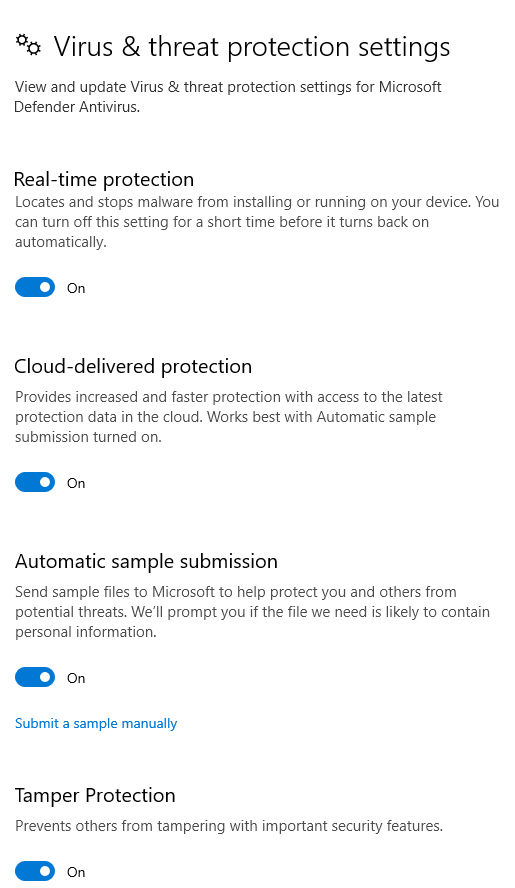 Virus & threat protection settings
View and update Virus & threat protection settings for Microsoft
Defender Antivirus.
Real-time protection
Locates and stops malware from installing or running on your device. You
can turn off this setting for a short time before it turns back on
automatically.
On
Cloud-delivered protection
Provides increased and faster protection with access to the latest
protection data in the cloud. Works best with Automatic sample
submission turned on.
On
Automatic sample submission
Send sample files to Microsoft to help protect you and others from
potential threats. We’ll prompt you if the file we need is likely to contain
personal information.
On
Submit a sample manually
Tamper Protection
Prevents others from tampering with important security features.
On